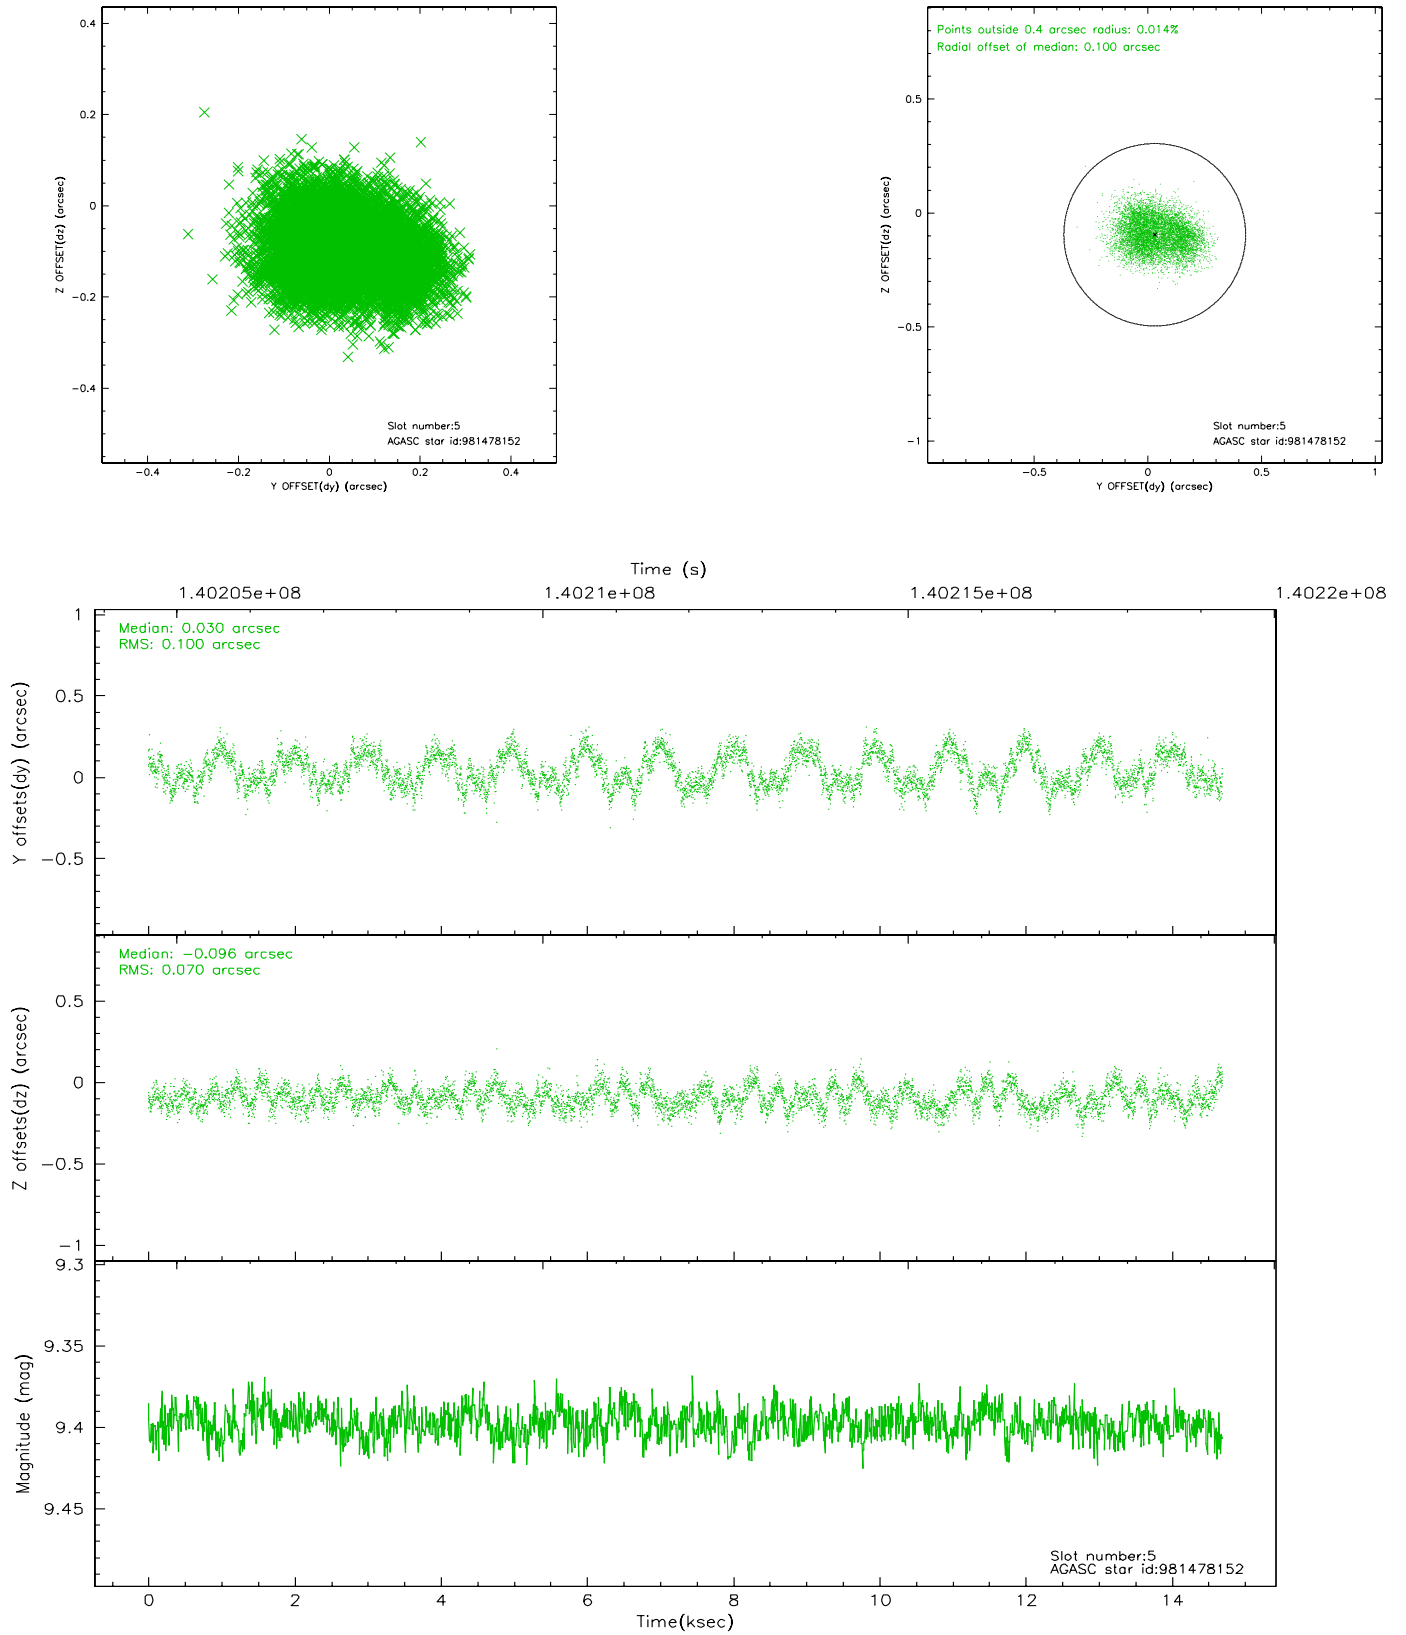 0.4
0.2
0
−0.2
−0.4
Z OFFSET(dz) (arcsec)
−0.4 −0.2 0 0.2 0.4
Y OFFSET(dy) (arcsec)
Slot number:5
AGASC star id:981478152
Points outside 0.4 arcsec radius: 0.014%
Radial offset of median: 0.100 arcsec
0.5
0
−0.5
−1
Z OFFSET(dz) (arcsec)
−0.5 0 0.5 1
Y OFFSET(dy) (arcsec)
Slot number:5
AGASC star id:981478152
Time (s)
1.40205e+08 1.4021e+08 1.40215e+08 1.4022e+08
Median: 0.030 arcsec
RMS: 0.100 arcsec
1
0.5
0
−0.5
Y offsets(dy) (arcsec)
Median: −0.096 arcsec
RMS: 0.070 arcsec
0.5
0
−0.5
−1
Z offsets(dz) (arcsec)
9.3
9.35
9.4
9.45
Magnitude (mag)
Slot number:5
AGASC star id:981478152
0 2 4 6 8 10 12 14
Time(ksec)